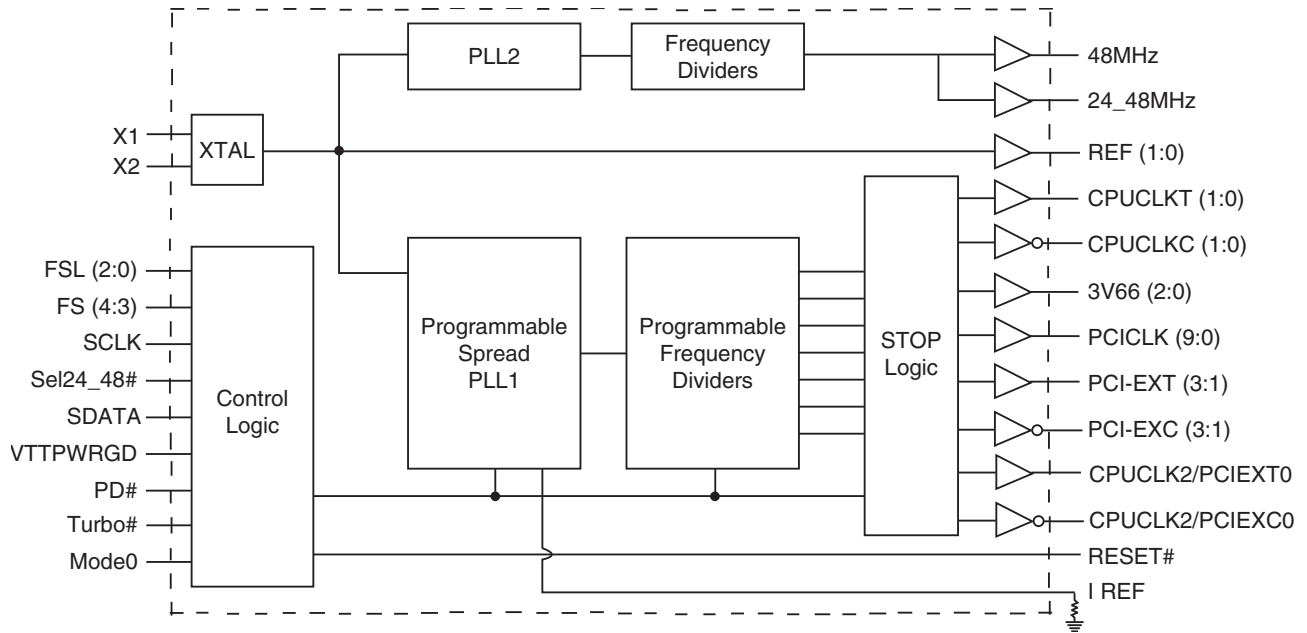 PLL2
Frequency
Dividers
48MHz
24_48MHz
X1
X2
XTAL
REF (1:0)
CPUCLKT (1:0)
CPUCLKC (1:0)
3V66 (2:0)
PCICLK (9:0)
PCI-EXT (3:1)
PCI-EXC (3:1)
CPUCLK2/PCIEXT0
CPUCLK2/PCIEXC0
RESET#
I REF
FSL (2:0)
FS (4:3)
SCLK
Sel24_48#
SDATA
VTTPWRGD
PD#
Turbo#
Mode0
Control
Logic
Programmable
Spread
PLL1
Programmable
Frequency
Dividers
STOP
Logic